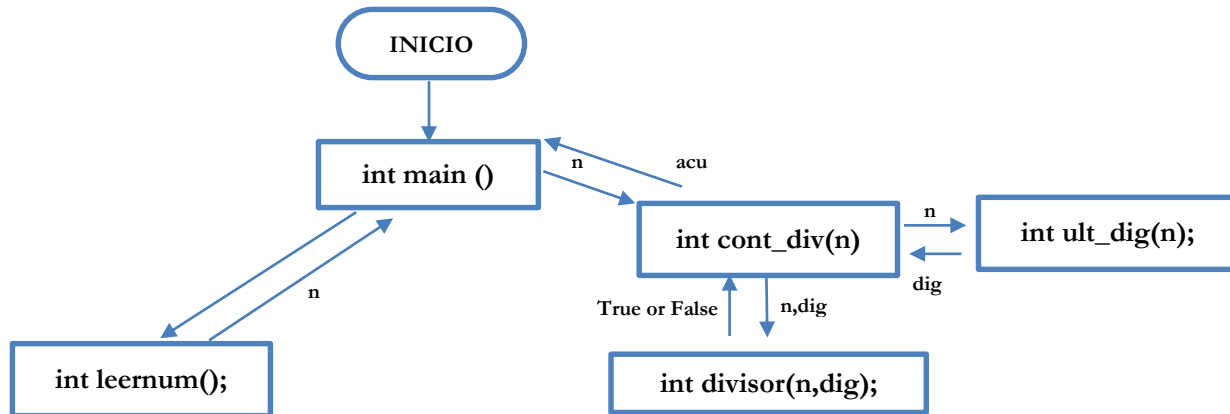 INICIO
int main ()
n
acu
int cont_div(n)
n
int ult_dig(n);
dig
n
True or False
n,dig
int leernum();
int divisor(n,dig);